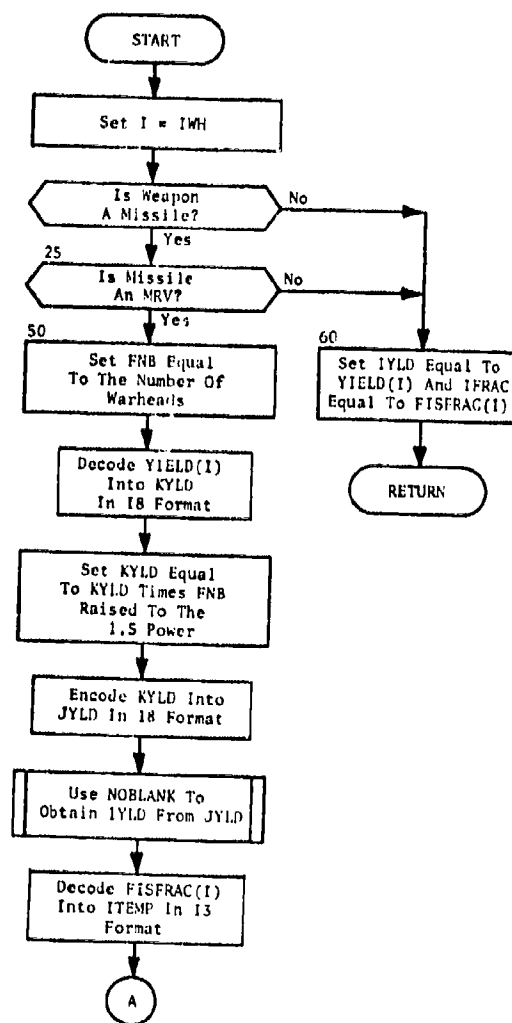 START
Set I = IWH
Is Weapon
A Missile?
No
Yes
25
Is Missile
An MRV?
No
Yes
50
Set FNB Equal
To The Number Of
Warheads
60
Set IYLD Equal To
YIELD(I) And IFRAC
Equal To FISFRAC(I)
RETURN
Decode YIELD(I)
Into KYLD
In I8 Format
Set KYLD Equal
To KYLD Times FNB
Raised To The
1.5 Power
Encode KYLD Into
JYLD In I8 Format
Use NOBLANK To
Obtain IYLD From JYLD
Decode FISFRAC(I)
Into ITEMP In I3
Format
A